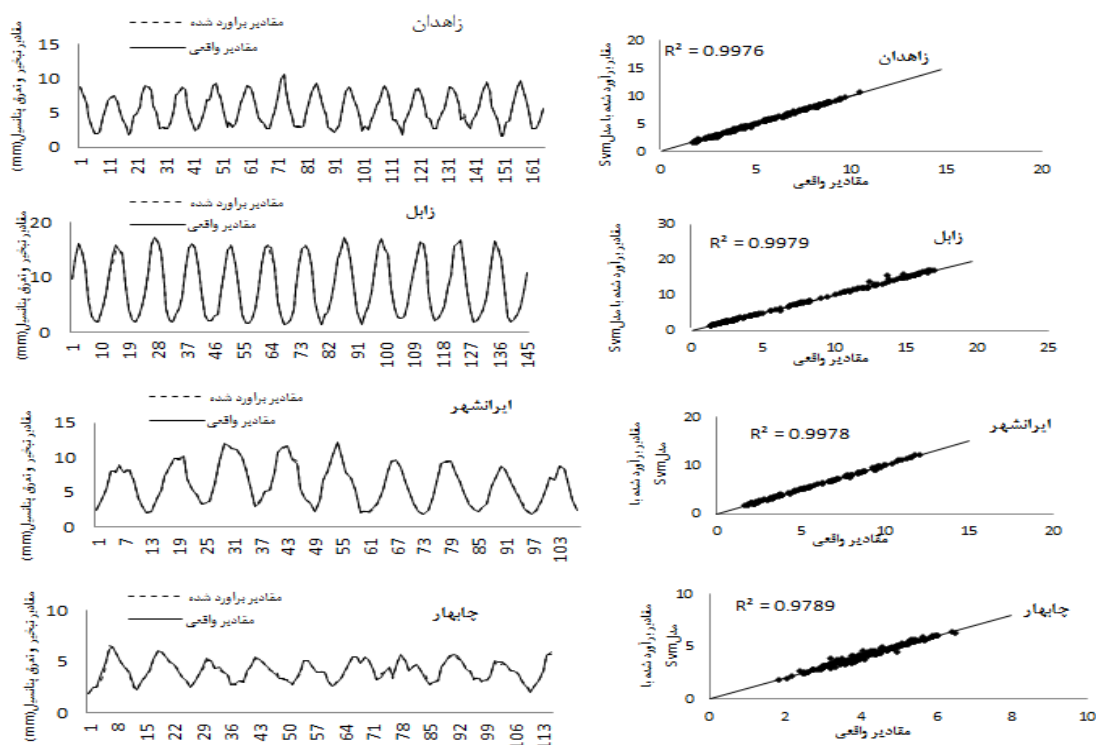 زاهدان
مقادیر برآورد شده
مقادیر واقعی
مقادیر تبخیر و تعرق پتانسیل(mm)
15
10
5
0
1 11 21 31 41 51 61 71 81 91 101 111 121 131 141 151 161
R² = 0.9976
زاهدان
مقادیر برآورد شده با مدل Svm
20
15
10
5
0
0 5 10 15 20
مقادیر واقعی
مقادیر برآورد شده
زابل
مقادیر واقعی
مقادیر تبخیر و تعرق پتانسیل(mm)
20
10
0
1 10 19 28 37 46 55 64 73 82 91 100 109 118 127 136 145
R² = 0.9979
زابل
مقادیر برآورد شده با مدل Svm
30
20
10
0
0 5 10 15 20 25
مقادیر واقعی
مقادیر برآورد شده
ایرانشهر
مقادیر واقعی
مقادیر تبخیر و تعرق پتانسیل(mm)
15
10
5
0
1 7 13 19 25 31 37 43 49 55 61 67 73 79 85 91 97 103
R² = 0.9978
ایرانشهر
مقادیر برآورد شده با
مدل Svm
20
10
0
0 5 10 15 20
مقادیر واقعی
مقادیر برآورد شده
چابهار
مقادیر واقعی
مقادیر تبخیر و تعرق پتانسیل(mm)
10
5
0
1 8 15 22 29 36 43 50 57 64 71 78 85 92 99 106 113
R² = 0.9789
چابهار
مقادیر برآورد شده با
مدل Svm
10
5
0
0 2 4 6 8 10
مقادیر واقعی